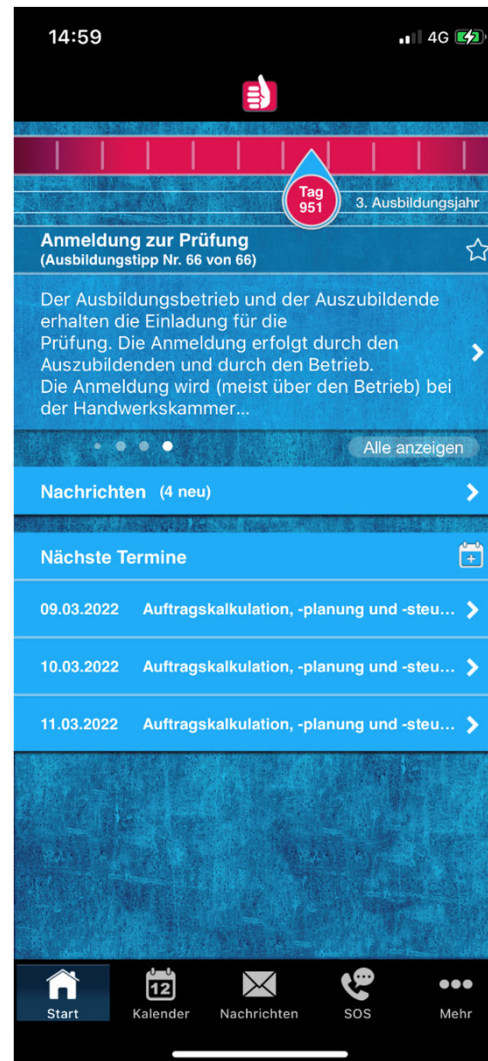 14:59
4G
Tag
951
3. Ausbildungsjahr
Anmeldung zur Prüfung
(Ausbildungstipp Nr. 66 von 66)
Der Ausbildungsbetrieb und der Auszubildende
erhalten die Einladung für die
Prüfung. Die Anmeldung erfolgt durch den
Auszubildenden und durch den Betrieb.
Die Anmeldung wird (meist über den Betrieb) bei
der Handwerkskammer...
Alle anzeigen
Nachrichten (4 neu)
Nächste Termine
09.03.2022 Auftragskalkulation, -planung und -steu...
10.03.2022 Auftragskalkulation, -planung und -steu...
11.03.2022 Auftragskalkulation, -planung und -steu...
12
Start Kalender Nachrichten SOS Mehr